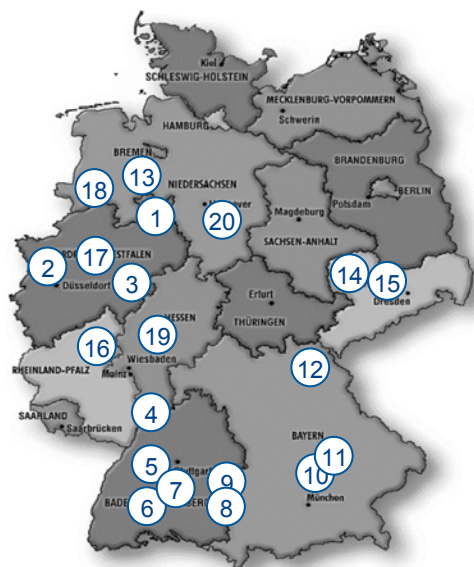 Kiel
SCHLESWIG-HOLSTEIN
MECKLENBURG-VORPOMMERN
Schwerin
HAMBURG
BREMEN
BRANDENBURG
13
NIEDERSACHSEN
18
BERLIN
Potsdam
1
20
Magdeburg
SACHSEN-ANHALT
17
2
14
15
3
Düsseldorf
Dresden
Erfurt
THÜRINGEN
19
16
Wiesbaden
12
RHEINLAND-PFALZ
Mainz
4
SAARLAND
Saarbrücken
BAYERN
5
11
10
7
9
6
8
München